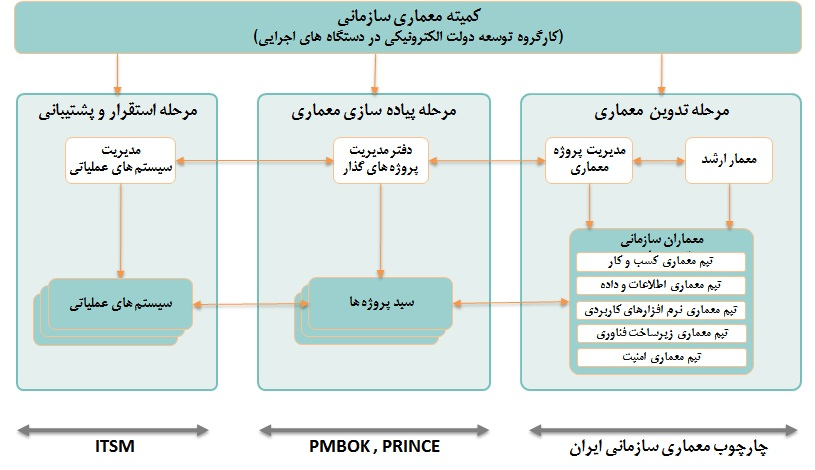 کمیته معماری سازمانی
(کارگروه توسعه دولت الکترونیکی در دستگاه های اجرایی)
مرحله تدوین معماری
معمار ارشد
مدیریت پروژه
معماری
معماران سازمانی
تیم معماری کسب و کار
تیم معماری اطلاعات و داده
تیم معماری نرم افزارهای کاربردی
تیم معماری زیرساخت فناوری
تیم معماری امنیت
چارچوب معماری سازمانی ایران
مرحله پیاده سازی معماری
دفتر مدیریت
پروژه های گذار
سبد پروژه ها
PMBOK , PRINCE
مرحله استقرار و پشتیبانی
مدیریت
سیستم های عملیاتی
سیستم های عملیاتی
ITSM